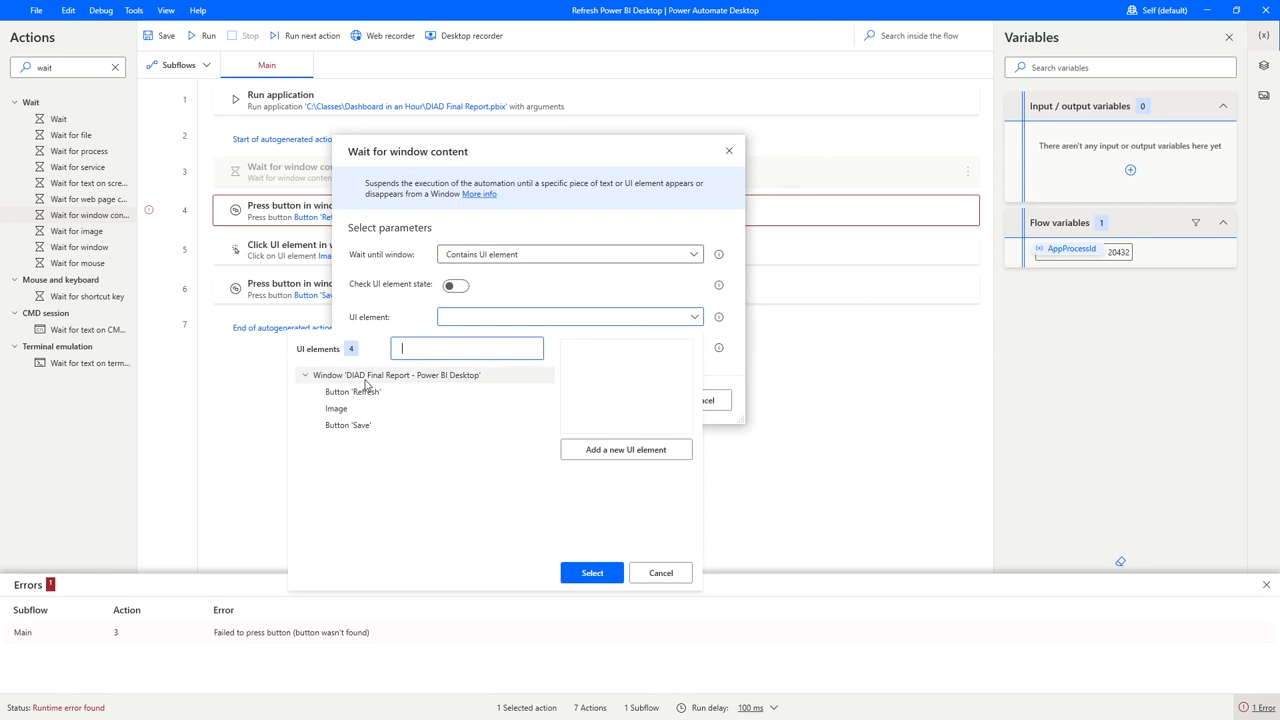 File Edit Debug Tools View Help
Refresh Power BI Desktop | Power Automate Desktop
Self (default)
Actions
wait
Wait
Wait
Wait for file
Wait for process
Wait for service
Wait for text on scre...
Wait for web page c...
Wait for window con...
Wait for image
Wait for window
Wait for mouse
Mouse and keyboard
Wait for shortcut key
CMD session
Wait for text on CM...
Terminal emulation
Wait for text on term...
Save Run Stop Run next action Web recorder Desktop recorder
Search inside the flow
Subflows
Main
1
Run application
Run application 'C:\Classes\Dashboard in an Hour\DIAD Final Report.pbix' with arguments
2
Start of autogenerated actio
3
Wait for window co
Wait for window conten
4
Press button in wind
Press button Button 'Ref
5
Click UI element in w
Click on UI element Ima
6
Press button in wind
Press button Button 'Sav
7
End of autogenerated action
Wait for window content
Suspends the execution of the automation until a specific piece of text or UI element appears or
disappears from a Window More info
Select parameters
Wait until window:
Contains UI element
Check UI element state:
UI element:
UI elements 4
Window 'DIAD Final Report - Power BI Desktop'
Button 'Refresh'
Image
Button 'Save'
Add a new UI element
Select
Cancel
cel
Variables
{x}
Search variables
Input / output variables 0
There aren't any input or output variables here yet
Flow variables 1
(x) AppProcessId 20432
Errors 1
Subflow Action Error
Main 3 Failed to press button (button wasn't found)
Status: Runtime error found
1 Selected action
7 Actions
1 Subflow
Run delay: 100 ms
1 Error